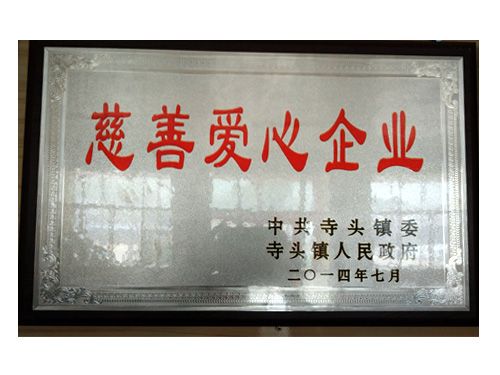 慈善爱心企业
中共寺头镇委
寺头镇人民政府
二〇一四年七月